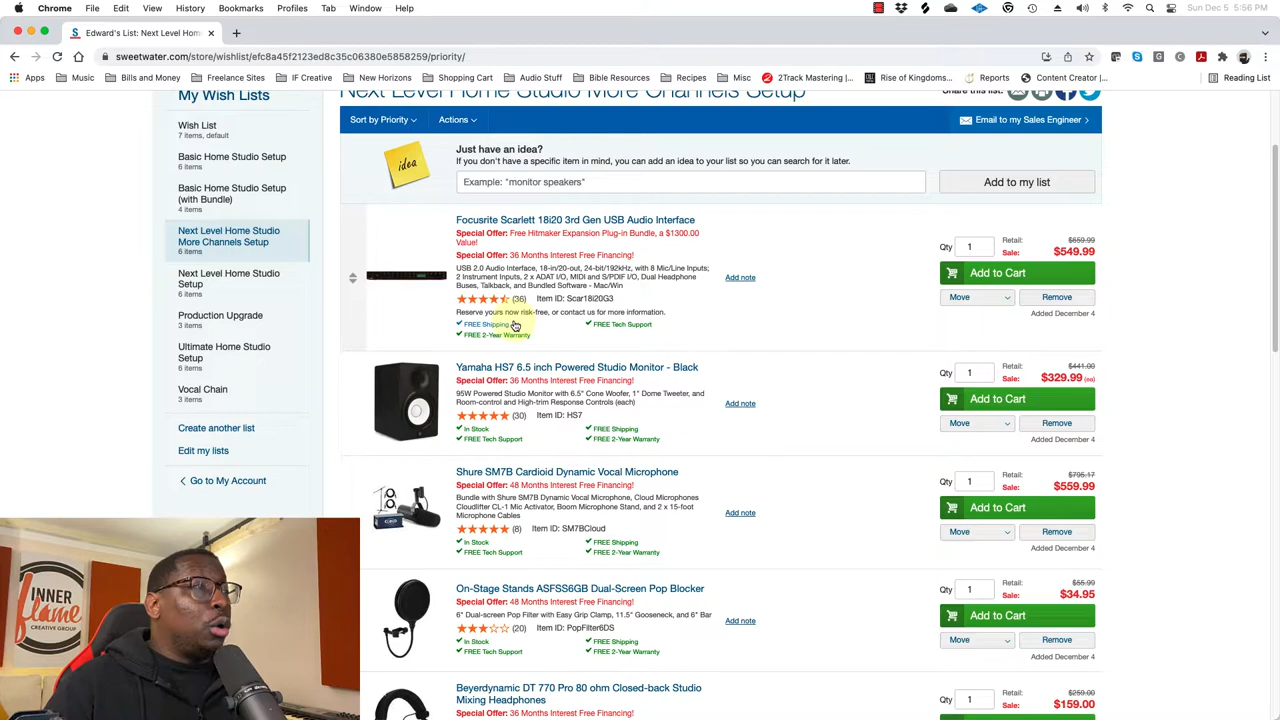 Chrome File Edit View History Bookmarks Profiles Tab Window Help
Sun Dec 5 5:56 PM
Edward's List: Next Level Hom
sweetwater.com/store/wishlist/efc8a45f2123ed8c35c06380e5858259/priority/
Apps Music Bills and Money Freelance Sites IF Creative New Horizons Shopping Cart Audio Stuff Bible Resources Recipes Misc 2Track Mastering |... Rise of Kingdoms... Reports Content Creator |... Reading List
My Wish Lists
Wish List
7 items, default
Basic Home Studio Setup
6 items
Basic Home Studio Setup
(with Bundle)
4 items
Next Level Home Studio
More Channels Setup
6 items
Next Level Home Studio
Setup
6 items
Production Upgrade
3 items
Ultimate Home Studio
Setup
Vocal Chain
3 items
Create another list
Edit my lists
Go to My Account
Next Level Home Studio More Channels Setup
Share this list:
Sort by Priority Actions
Email to my Sales Engineer
idea
Just have an idea?
If you don't have a specific item in mind, you can add an idea to your list so you can search for it later.
Example: "monitor speakers"
Add to my list
Focusrite Scarlett 18i20 3rd Gen USB Audio Interface
Special Offer: Free Hitmaker Expansion Plug-in Bundle, a $1300.00
Value!
Special Offer: 36 Months Interest Free Financing!
USB 2.0 Audio Interface, 18-in/20-out, 24-bit/192kHz, with 8 Mic/Line Inputs;
2 Instrument Inputs, 2 x ADAT I/O, MIDI and S/PDIF I/O, Dual Headphone
Buses, Talkback, and Bundled Software - Mac/Win
(36) Item ID: Scar18i20G3
Reserve yours now risk-free, or contact us for more information.
FREE Shipping FREE Tech Support
FREE 2-Year Warranty
Add note
Qty 1
Retail: $659.99
Sale: $549.99
Add to Cart
Move Remove
Added December 4
Yamaha HS7 6.5 inch Powered Studio Monitor - Black
Special Offer: 36 Months Interest Free Financing!
95W Powered Studio Monitor with 6.5" Cone Woofer, 1" Dome Tweeter, and
Room-control and High-trim Response Controls (each)
(30) Item ID: HS7
In Stock FREE Shipping
FREE Tech Support FREE 2-Year Warranty
Add note
Qty 1
Retail: $441.00
Sale: $329.99 (ea)
Add to Cart
Move Remove
Added December 4
Shure SM7B Cardioid Dynamic Vocal Microphone
Special Offer: 48 Months Interest Free Financing!
Bundle with Shure SM7B Dynamic Vocal Microphone, Cloud Microphones
Cloudlifter CL-1 Mic Activator, Boom Microphone Stand, and 2 x 15-foot
Microphone Cables
(8) Item ID: SM7BCloud
In Stock FREE Shipping
FREE Tech Support FREE 2-Year Warranty
Add note
Qty 1
Retail: $795.17
Sale: $559.99
Add to Cart
Move Remove
Added December 4
On-Stage Stands ASFSS6GB Dual-Screen Pop Blocker
Special Offer: 48 Months Interest Free Financing!
6" Dual-screen Pop Filter with Easy Grip Clamp, 11.5" Gooseneck, and 6" Bar
(20) Item ID: PopFilter6DS
In Stock FREE Shipping
FREE Tech Support FREE 2-Year Warranty
Add note
Qty 1
Retail: $55.99
Sale: $34.95
Add to Cart
Move Remove
Added December 4
Beyerdynamic DT 770 Pro 80 ohm Closed-back Studio
Mixing Headphones
Special Offer: 36 Months Interest Free Financing!
Qty 1
Retail: $259.00
Sale: $159.00
INNER
FLAME
CREATIVE GROUP